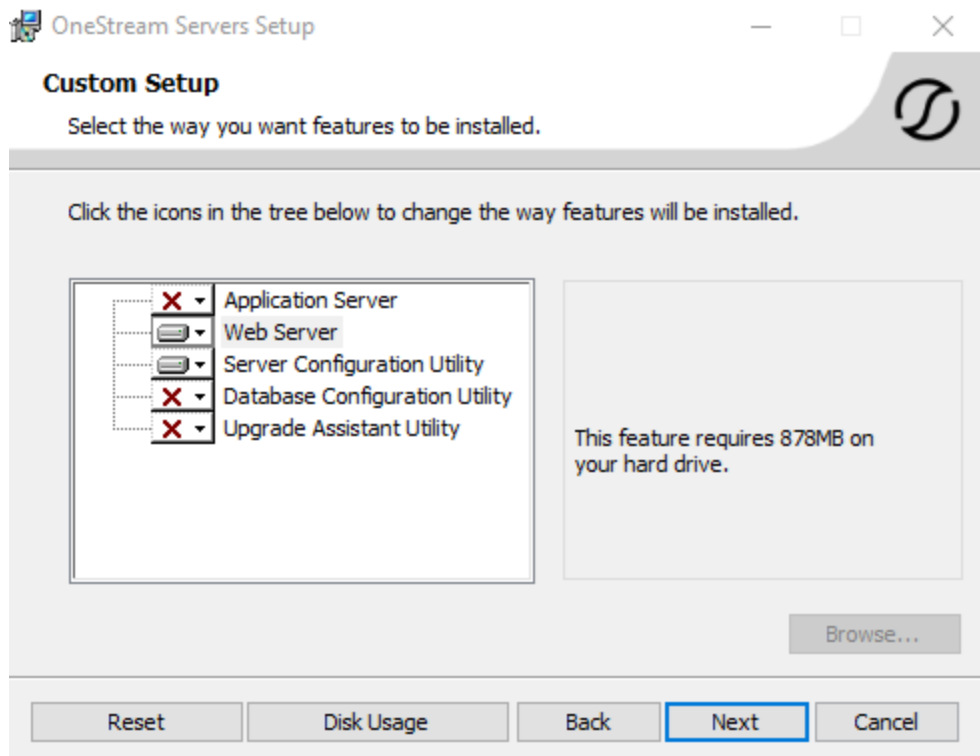 OneStream Servers Setup
Custom Setup
Select the way you want features to be installed.
Click the icons in the tree below to change the way features will be installed.
Application Server
Web Server
Server Configuration Utility
Database Configuration Utility
Upgrade Assistant Utility
This feature requires 878MB on
your hard drive.
Browse...
Reset
Disk Usage
Back
Next
Cancel